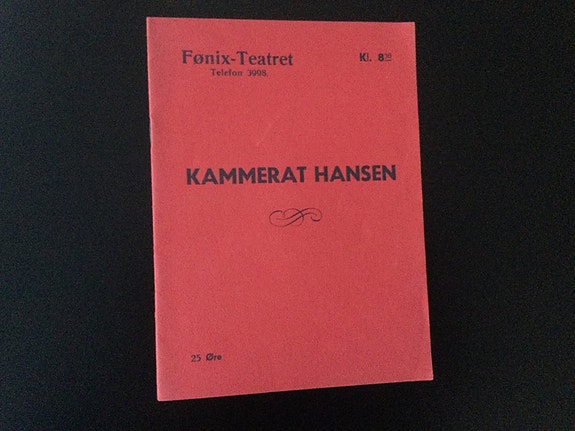 Fønix-Teatret Kl. 8³⁰
Telefon 3998.
KAMMERAT HANSEN
25 Øre